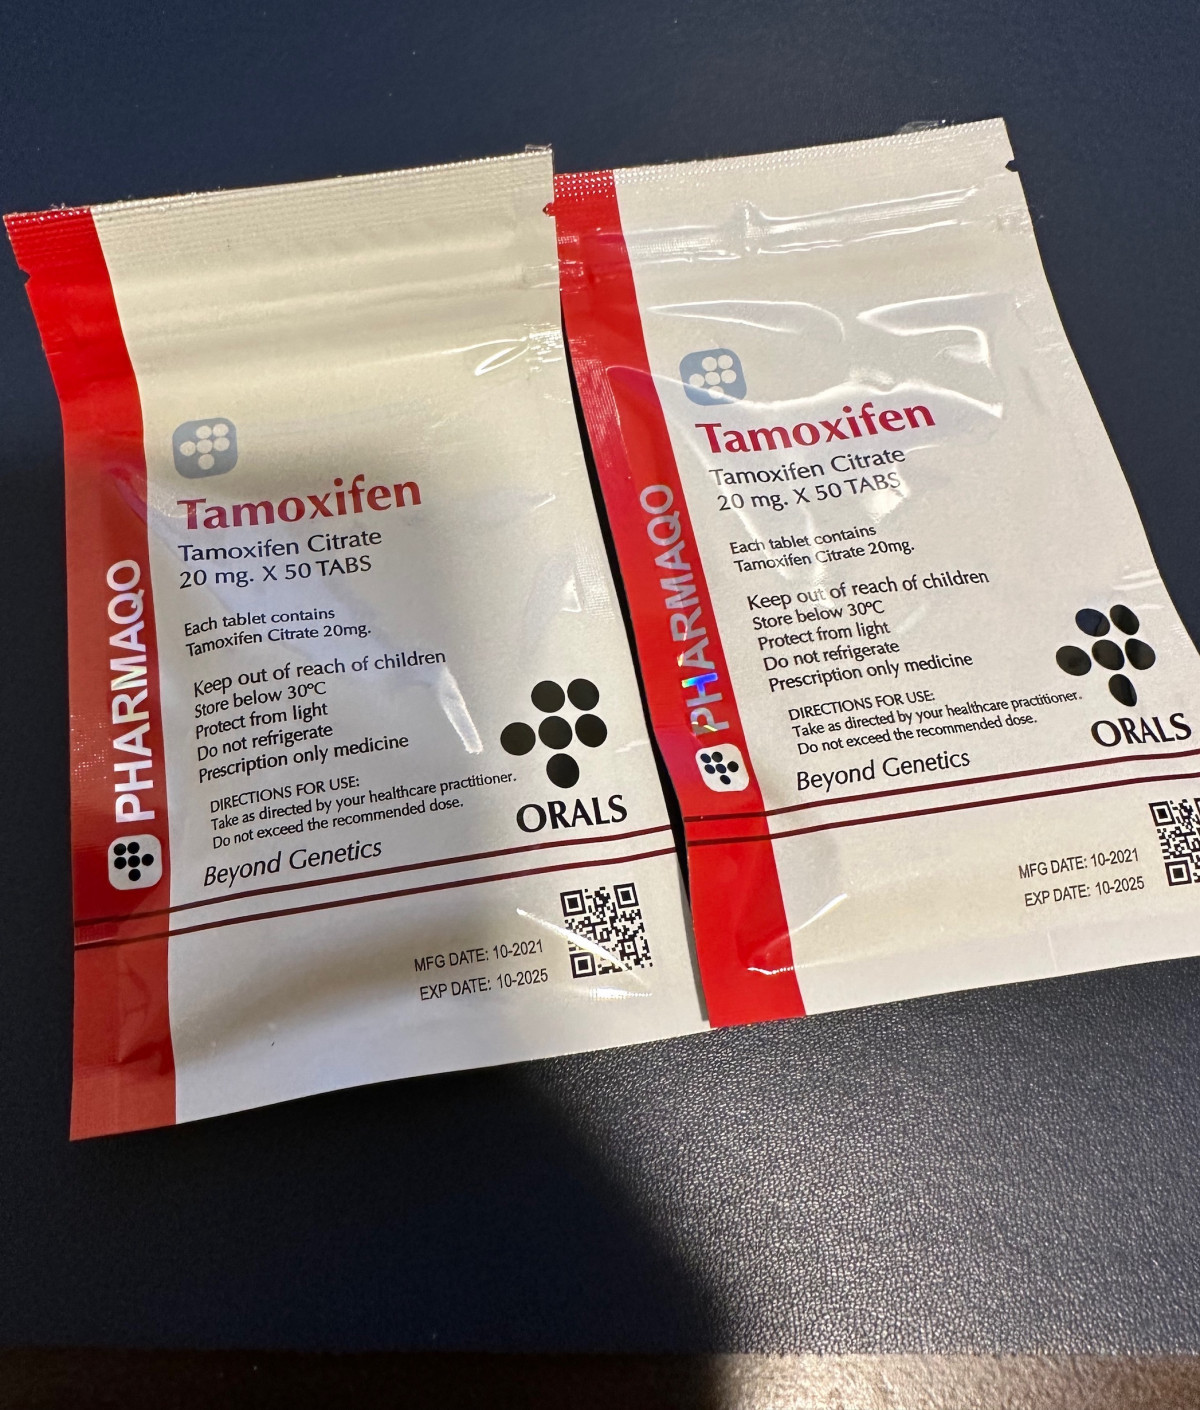 PHARMAQO
Tamoxifen
Tamoxifen Citrate
20 mg. X 50 TABS
Each tablet contains
Tamoxifen Citrate 20mg.
Keep out of reach of children
Store below 30ºC
Protect from light
Do not refrigerate
Prescription only medicine
DIRECTIONS FOR USE:
Take as directed by your healthcare practitioner.
Do not exceed the recommended dose.
Beyond Genetics
ORALS
MFG DATE: 10-2021
EXP DATE: 10-2025
PHARMAQO
Tamoxifen
Tamoxifen Citrate
20 mg. X 50 TABS
Each tablet contains
Tamoxifen Citrate 20mg.
Keep out of reach of children
Store below 30ºC
Protect from light
Do not refrigerate
Prescription only medicine
DIRECTIONS FOR USE:
Take as directed by your healthcare practitioner.
Do not exceed the recommended dose.
Beyond Genetics
ORALS
MFG DATE: 10-2021
EXP DATE: 10-2025